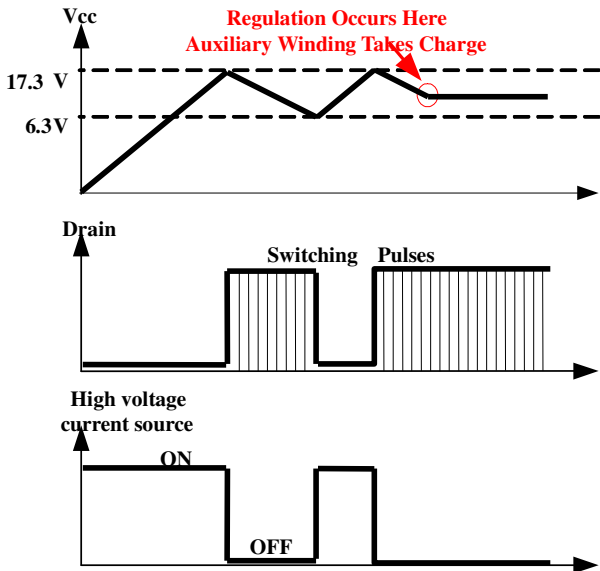 Vcc
Regulation Occurs Here
Auxiliary Winding Takes Charge
17.3 V
6.3V
Drain
Switching Pulses
High voltage
current source
ON
OFF